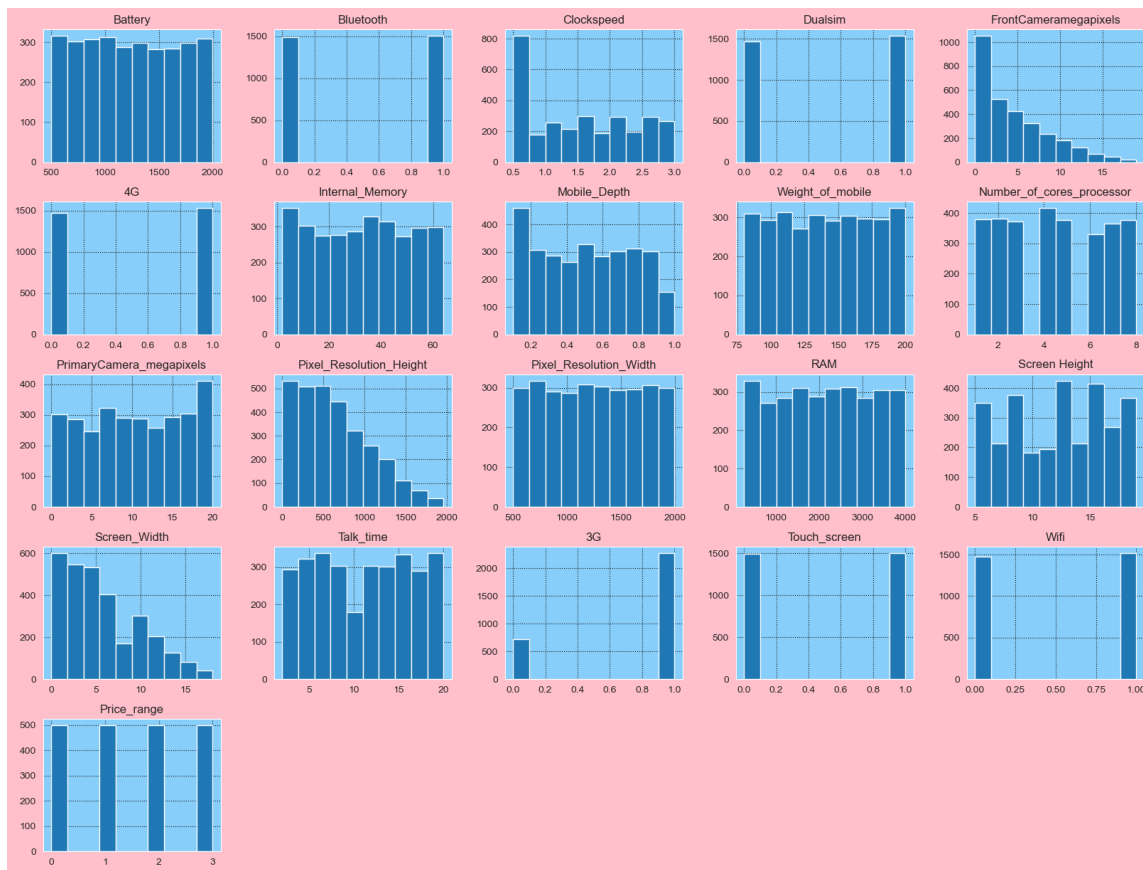 Battery Bluetooth Clockspeed Dualsim FrontCameramegapixels
300 200 100 0
500 1000 1500 2000
1500 1000 500 0
0.0 0.2 0.4 0.6 0.8 1.0
800 600 400 200 0
0.5 1.0 1.5 2.0 2.5 3.0
1500 1000 500 0
0.0 0.2 0.4 0.6 0.8 1.0
1000 800 600 400 200 0
0 5 10 15
4G Internal_Memory Mobile_Depth Weight_of_mobile Number_of_cores_processor
1500 1000 500 0
0.0 0.2 0.4 0.6 0.8 1.0
300 200 100 0
0 20 40 60
400 300 200 100 0
0.2 0.4 0.6 0.8 1.0
300 200 100 0
75 100 125 150 175 200
400 300 200 100 0
2 4 6 8
PrimaryCamera_megapixels Pixel_Resolution_Height Pixel_Resolution_Width RAM Screen Height
400 300 200 100 0
0 5 10 15 20
500 400 300 200 100 0
0 500 1000 1500 2000
300 200 100 0
500 1000 1500 2000
300 200 100 0
1000 2000 3000 4000
400 300 200 100 0
5 10 15
Screen_Width Talk_time 3G Touch_screen Wifi
600 400 200 0
0 5 10 15
300 200 100 0
5 10 15 20
2000 1500 1000 500 0
0.0 0.2 0.4 0.6 0.8 1.0
1500 1000 500 0
0.0 0.2 0.4 0.6 0.8 1.0
1500 1000 500 0
0.00 0.25 0.50 0.75 1.00
Price_range
500 400 300 200 100 0
0 1 2 3